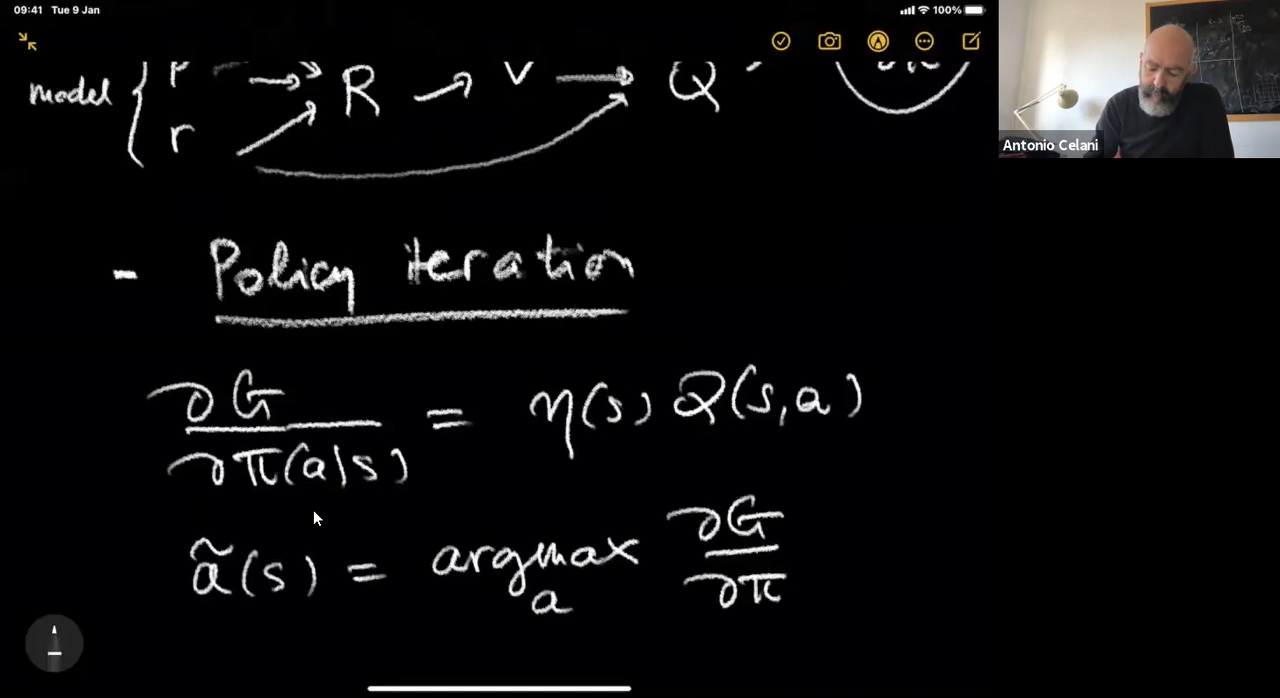 09:41 Tue 9 Jan
100%
Antonio Celani
model { r R → Q
- Policy iteration
∂G / ∂π(a|s) = η(s) Q(s,a)
ã(s) = argmax_a ∂G / ∂π